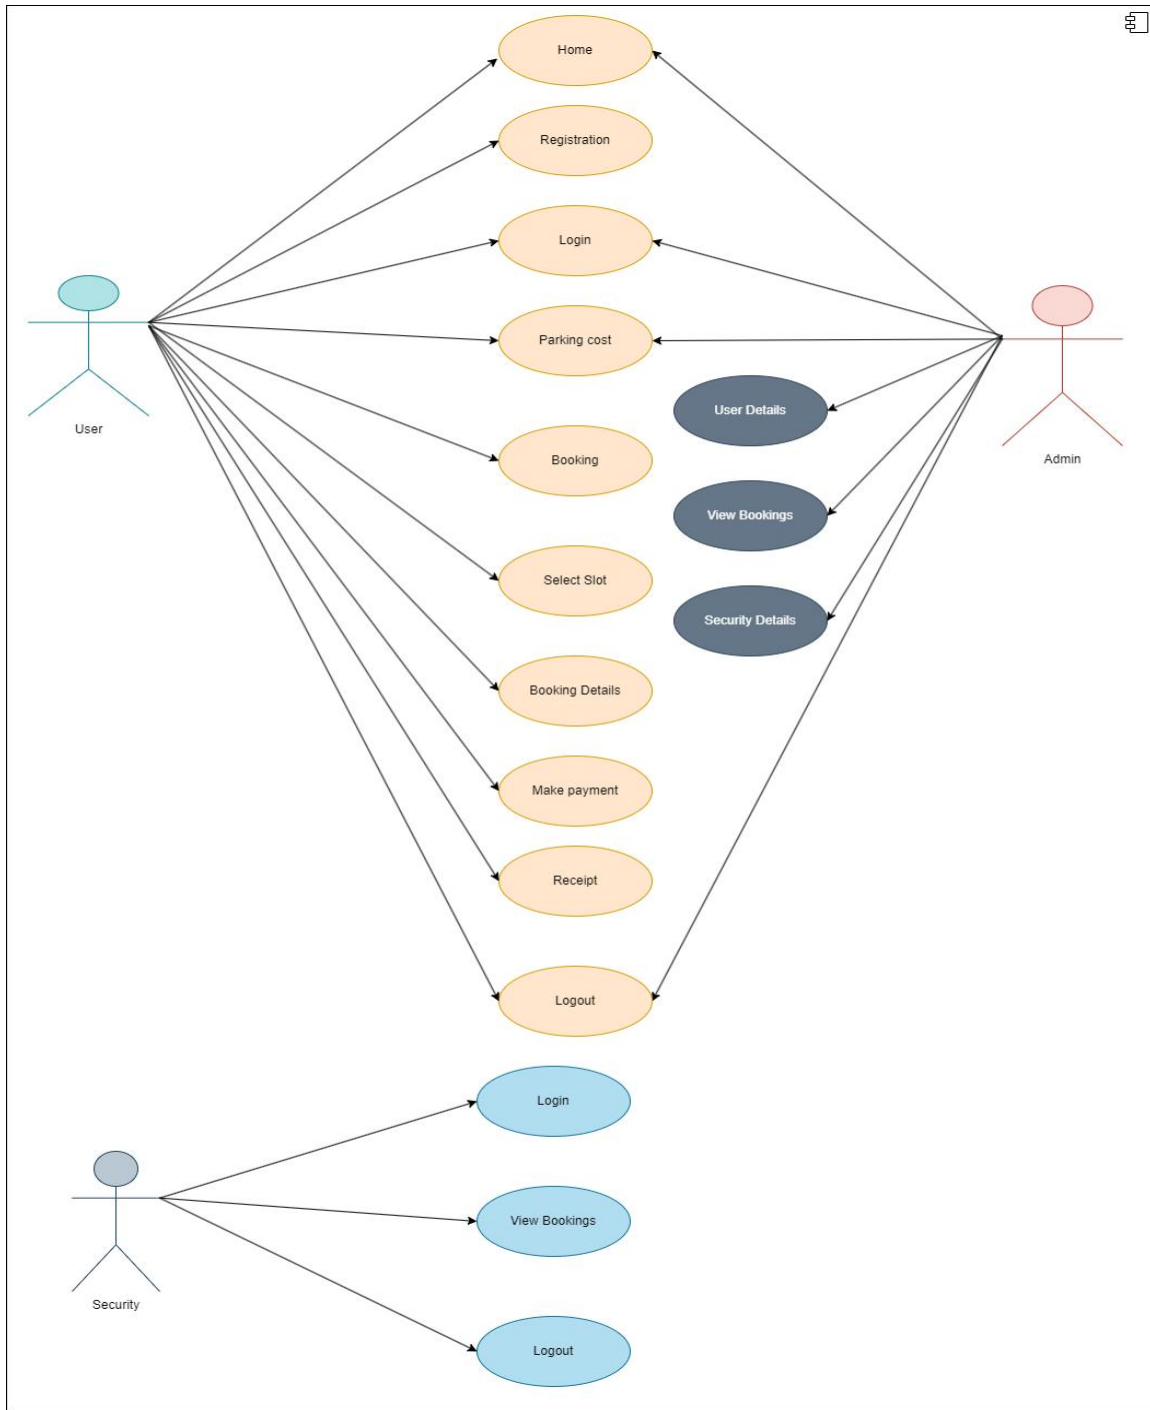 Home
Registration
Login
Parking cost
User Details
User
Booking
Admin
View Bookings
Select Slot
Security Details
Booking Details
Make payment
Receipt
Logout
Login
View Bookings
Security
Logout